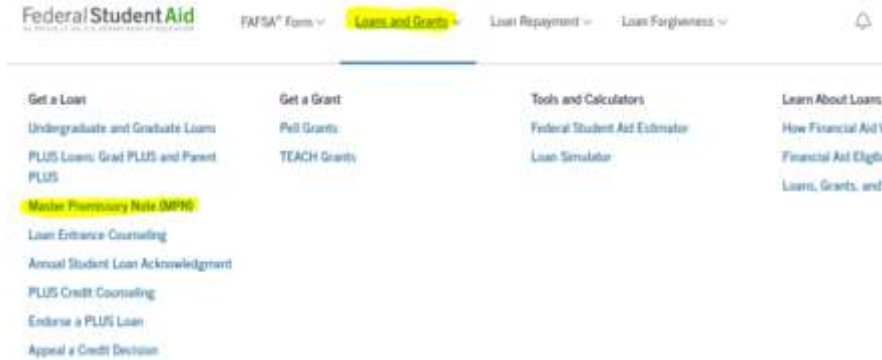 Federal Student Aid
FAFSA® Form
Loans and Grants
Loan Repayment
Loan Forgiveness
Get a Loan
Undergraduate and Graduate Loans
PLUS Loans: Grad PLUS and Parent
PLUS
Master Promissory Note (MPN)
Loan Entrance Counseling
Annual Student Loan Acknowledgment
PLUS Credit Counseling
Endorse a PLUS Loan
Appeal a Credit Decision
Get a Grant
Pell Grants
TEACH Grants
Tools and Calculators
Federal Student Aid Estimator
Loan Simulator
Learn About Loans
How Financial Aid
Financial Aid
Loans, Grants, and